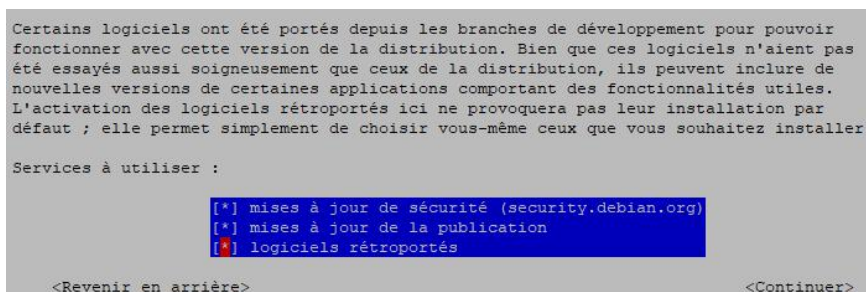 Certains logiciels ont été portés depuis les branches de développement pour pouvoir
fonctionner avec cette version de la distribution. Bien que ces logiciels n'aient pas
été essayés aussi soigneusement que ceux de la distribution, ils peuvent inclure de
nouvelles versions de certaines applications comportant des fonctionnalités utiles.
L'activation des logiciels rétroportés ici ne provoquera pas leur installation par
défaut ; elle permet simplement de choisir vous-même ceux que vous souhaitez installer
Services à utiliser :
[*] mises à jour de sécurité (security.debian.org)
[*] mises à jour de la publication
[*] logiciels rétroportés
<Revenir en arrière> <Continuer>